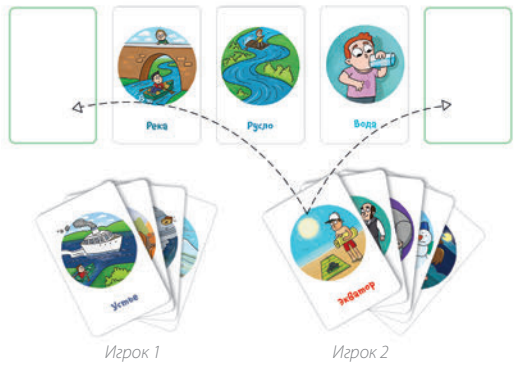 Река
Русло
Вода
Устье
Экватор
Игрок 1
Игрок 2